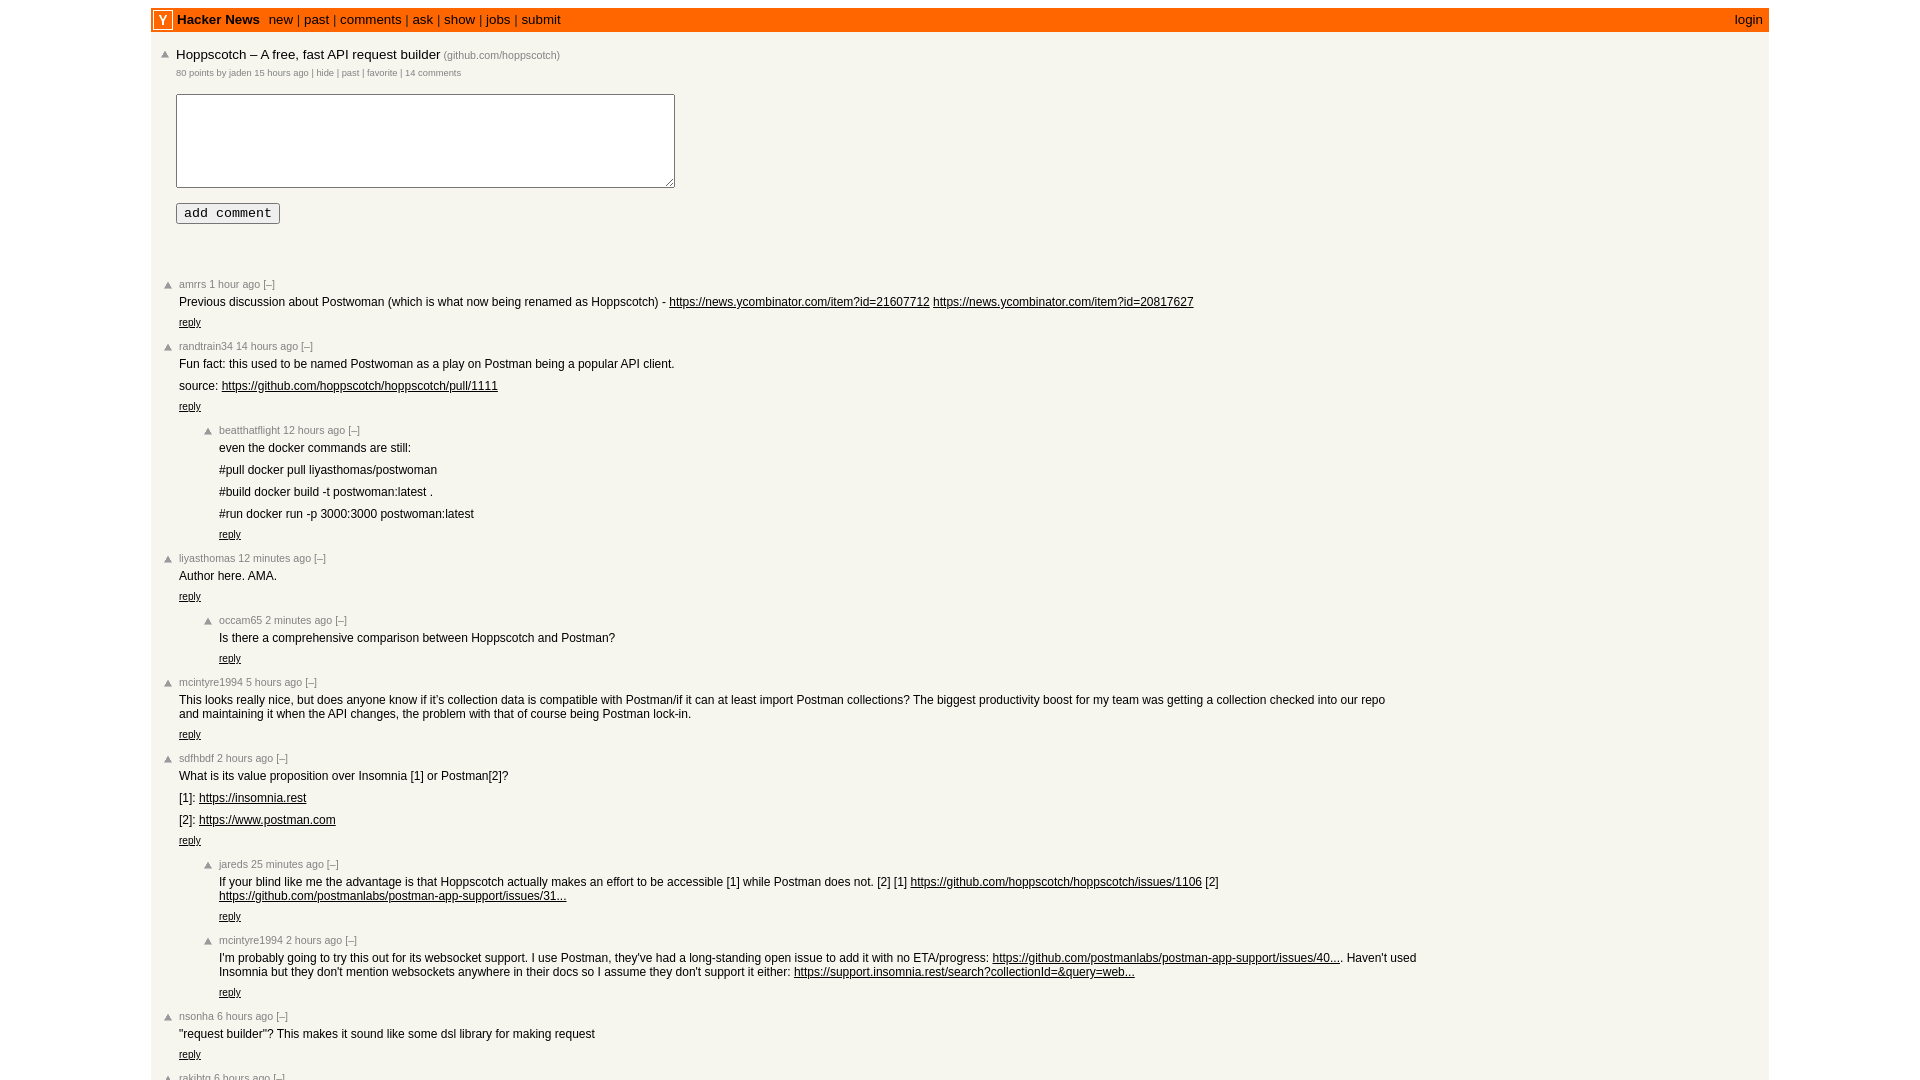 Y Hacker News new | past | comments | ask | show | jobs | submit login
Hoppscotch – A free, fast API request builder (github.com/hoppscotch)
80 points by jaden 15 hours ago | hide | past | favorite | 14 comments
add comment
amrrs 1 hour ago [–]
Previous discussion about Postwoman (which is what now being renamed as Hoppscotch) - https://news.ycombinator.com/item?id=21607712 https://news.ycombinator.com/item?id=20817627
reply
randtrain34 14 hours ago [–]
Fun fact: this used to be named Postwoman as a play on Postman being a popular API client.
source: https://github.com/hoppscotch/hoppscotch/pull/1111
reply
beatthatflight 12 hours ago [–]
even the docker commands are still:
#pull docker pull liyasthomas/postwoman
#build docker build -t postwoman:latest .
#run docker run -p 3000:3000 postwoman:latest
reply
liyasthomas 12 minutes ago [–]
Author here. AMA.
reply
occam65 2 minutes ago [–]
Is there a comprehensive comparison between Hoppscotch and Postman?
reply
mcintyre1994 5 hours ago [–]
This looks really nice, but does anyone know if it's collection data is compatible with Postman/if it can at least import Postman collections? The biggest productivity boost for my team was getting a collection checked into our repo
and maintaining it when the API changes, the problem with that of course being Postman lock-in.
reply
sdfhbdf 2 hours ago [–]
What is its value proposition over Insomnia [1] or Postman[2]?
[1]: https://insomnia.rest
[2]: https://www.postman.com
reply
jareds 25 minutes ago [–]
If your blind like me the advantage is that Hoppscotch actually makes an effort to be accessible [1] while Postman does not. [2] [1] https://github.com/hoppscotch/hoppscotch/issues/1106 [2]
https://github.com/postmanlabs/postman-app-support/issues/31...
reply
mcintyre1994 2 hours ago [–]
I'm probably going to try this out for its websocket support. I use Postman, they've had a long-standing open issue to add it with no ETA/progress: https://github.com/postmanlabs/postman-app-support/issues/40.... Haven't used
Insomnia but they don't mention websockets anywhere in their docs so I assume they don't support it either: https://support.insomnia.rest/search?collectionId=&query=web...
reply
nsonha 6 hours ago [–]
"request builder"? This makes it sound like some dsl library for making request
reply
rakibtg 6 hours ago [–]